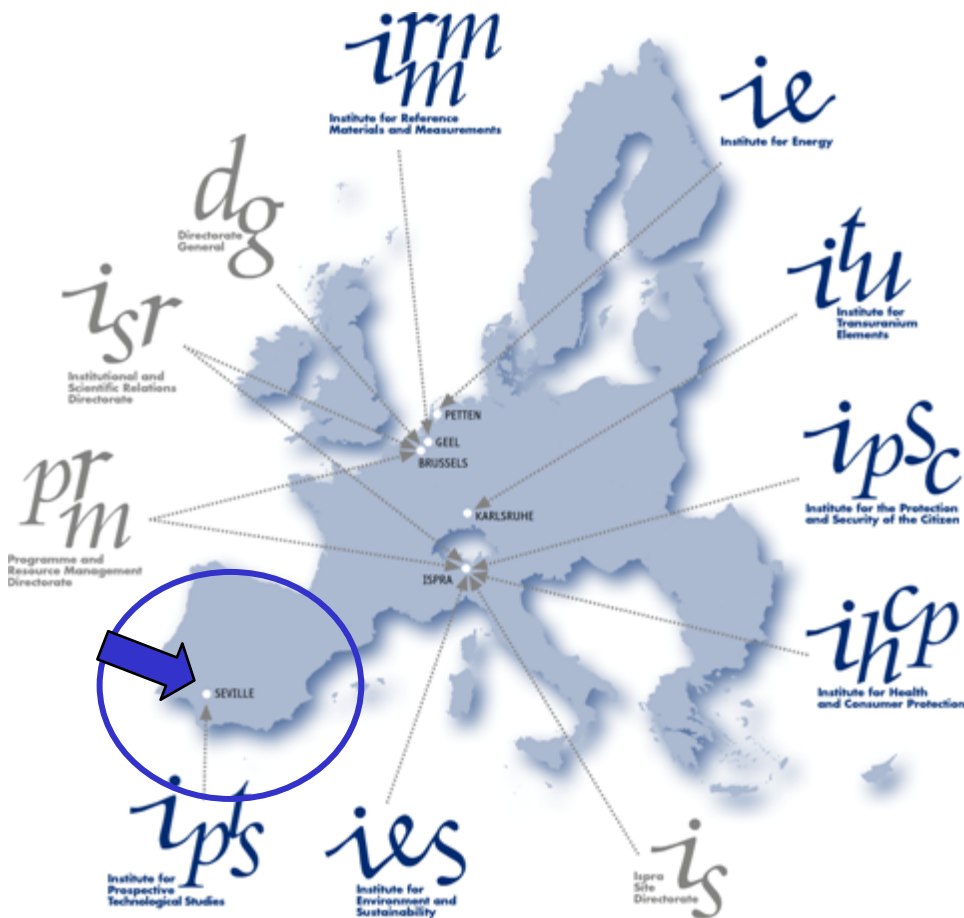 irm
m
Institute for Reference
Materials and Measurements
ie
Institute for Energy
dg
Directorate
General
itu
Institute for
Transuranium
Elements
isr
Institutional and
Scientific Relations
Directorate
PETTEN
GEEL
BRUSSELS
ipsc
Institute for the Protection
and Security of the Citizen
prm
Programme and
Resource Management
Directorate
KARLSRUHE
ISPRA
ihcp
Institute for Health
and Consumer Protection
SEVILLE
ipts
Institute for
Prospective
Technological Studies
ies
Institute for
Environment and
Sustainability
is
Ispra
Site
Directorate